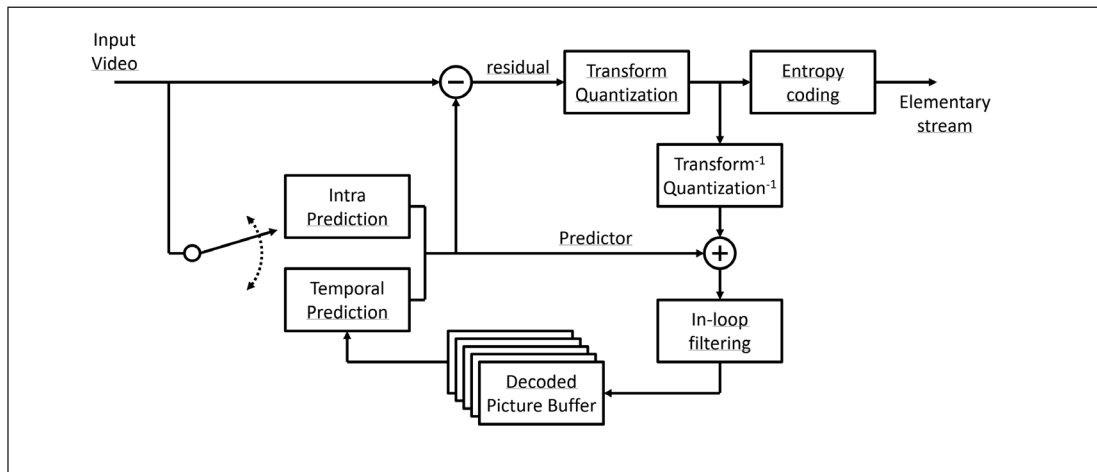 Input
Video
residual
Transform
Quantization
Entropy
coding
Elementary
stream
Transform⁻¹
Quantization⁻¹
Intra
Prediction
Predictor
Temporal
Prediction
In-loop
filtering
Decoded
Picture Buffer